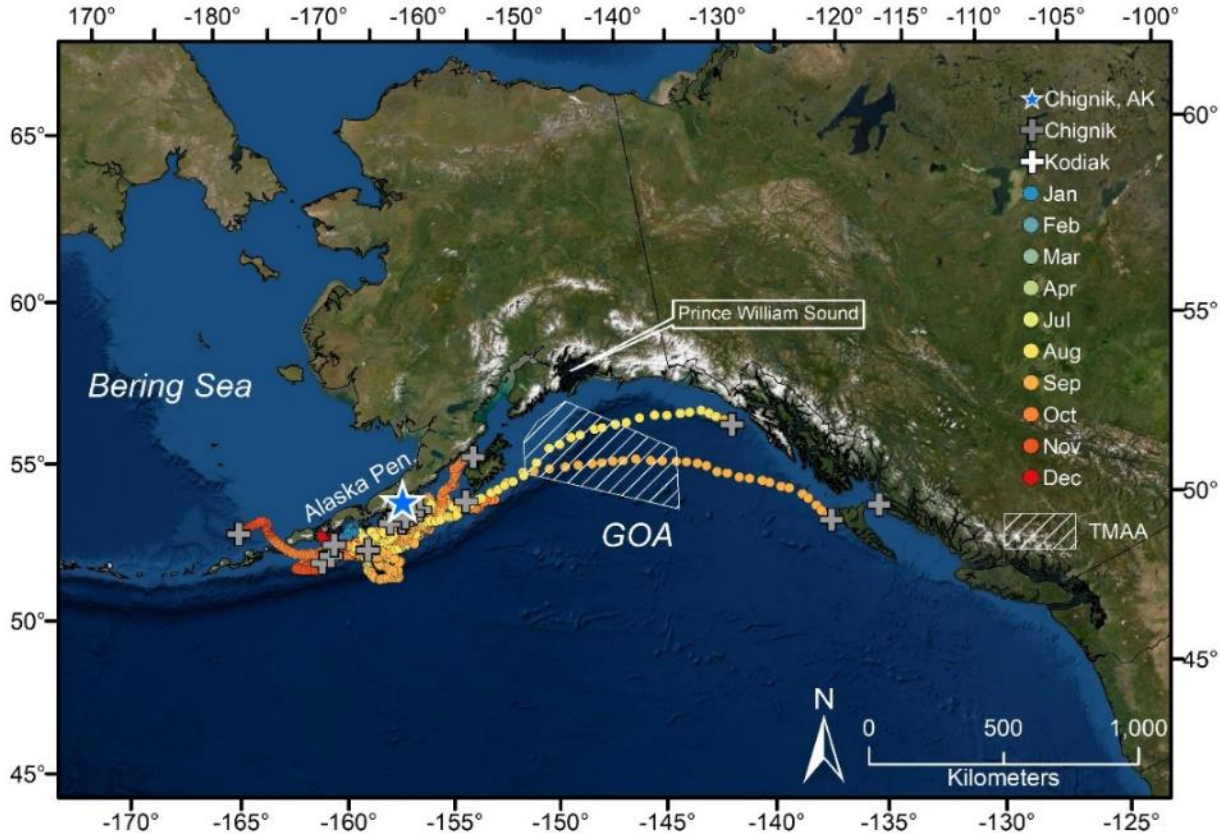 170° -178° -170° -160° -150° -140° -130° -120° -115° -110° -105° -100°
65°
60°
55°
50°
45°
60°
55°
50°
45°
Chignik, AK
Chignik
Kodiak
Jan
Feb
Mar
Apr
Jul
Aug
Sep
Oct
Nov
Dec
TMAA
Prince William Sound
Bering Sea
Alaska Pen.
GOA
N
0 500 1,000
Kilometers
-170° -165° -160° -155° -150° -145° -140° -135° -130° -125°